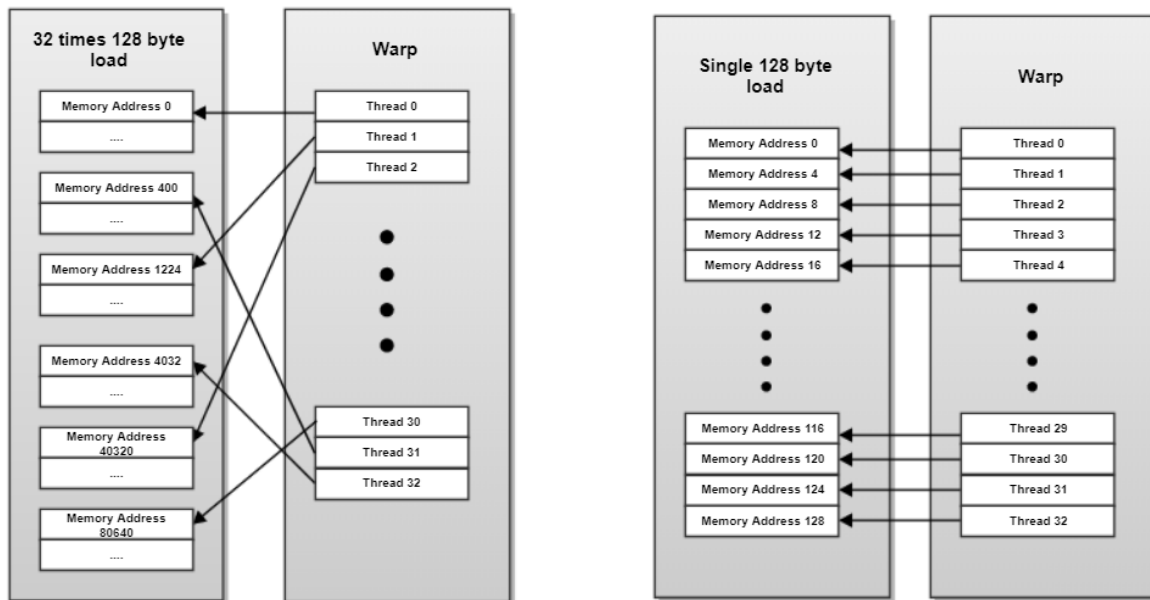 32 times 128 byte
load
Memory Address 0
....
Memory Address 400
....
Memory Address 1224
....
Memory Address 4032
....
Memory Address
40320
....
Memory Address
80640
....
Warp
Thread 0
Thread 1
Thread 2
Thread 30
Thread 31
Thread 32
Single 128 byte
load
Memory Address 0
Memory Address 4
Memory Address 8
Memory Address 12
Memory Address 16
Memory Address 116
Memory Address 120
Memory Address 124
Memory Address 128
Warp
Thread 0
Thread 1
Thread 2
Thread 3
Thread 4
Thread 29
Thread 30
Thread 31
Thread 32